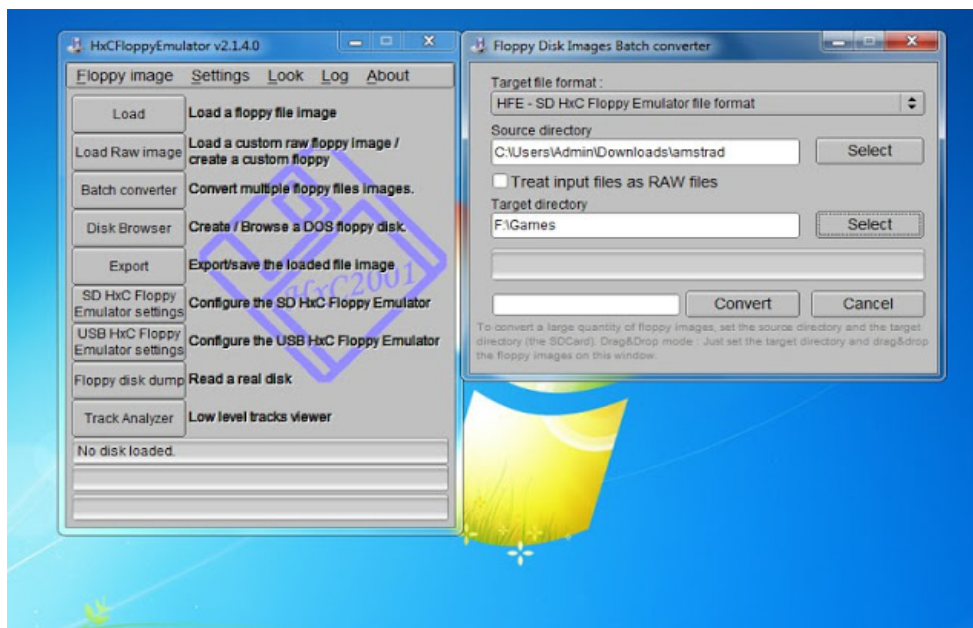 HxCFloppyEmulator v2.1.4.0
Floppy image Settings Look Log About
Load
Load a floppy file image
Load Raw image
Load a custom raw floppy image /
create a custom floppy
Batch converter
Convert multiple floppy files images.
Disk Browser
Create / Browse a DOS floppy disk.
Export
Export/save the loaded file image
SD HxC Floppy
Emulator settings
Configure the SD HxC Floppy Emulator
USB HxC Floppy
Emulator settings
Configure the USB HxC Floppy Emulator
Floppy disk dump
Read a real disk
Track Analyzer
Low level tracks viewer
HxC2001
No disk loaded.
Floppy Disk Images Batch converter
Target file format :
HFE - SD HxC Floppy Emulator file format
Source directory
C:\Users\Admin\Downloads\amstrad
Select
Treat input files as RAW files
Target directory
F:\Games
Select
Convert
Cancel
To convert a large quantity of floppy images, set the source directory and the target
directory (the SDCard). Drag&Drop mode : Just set the target directory and drag&drop
the floppy images on this window.